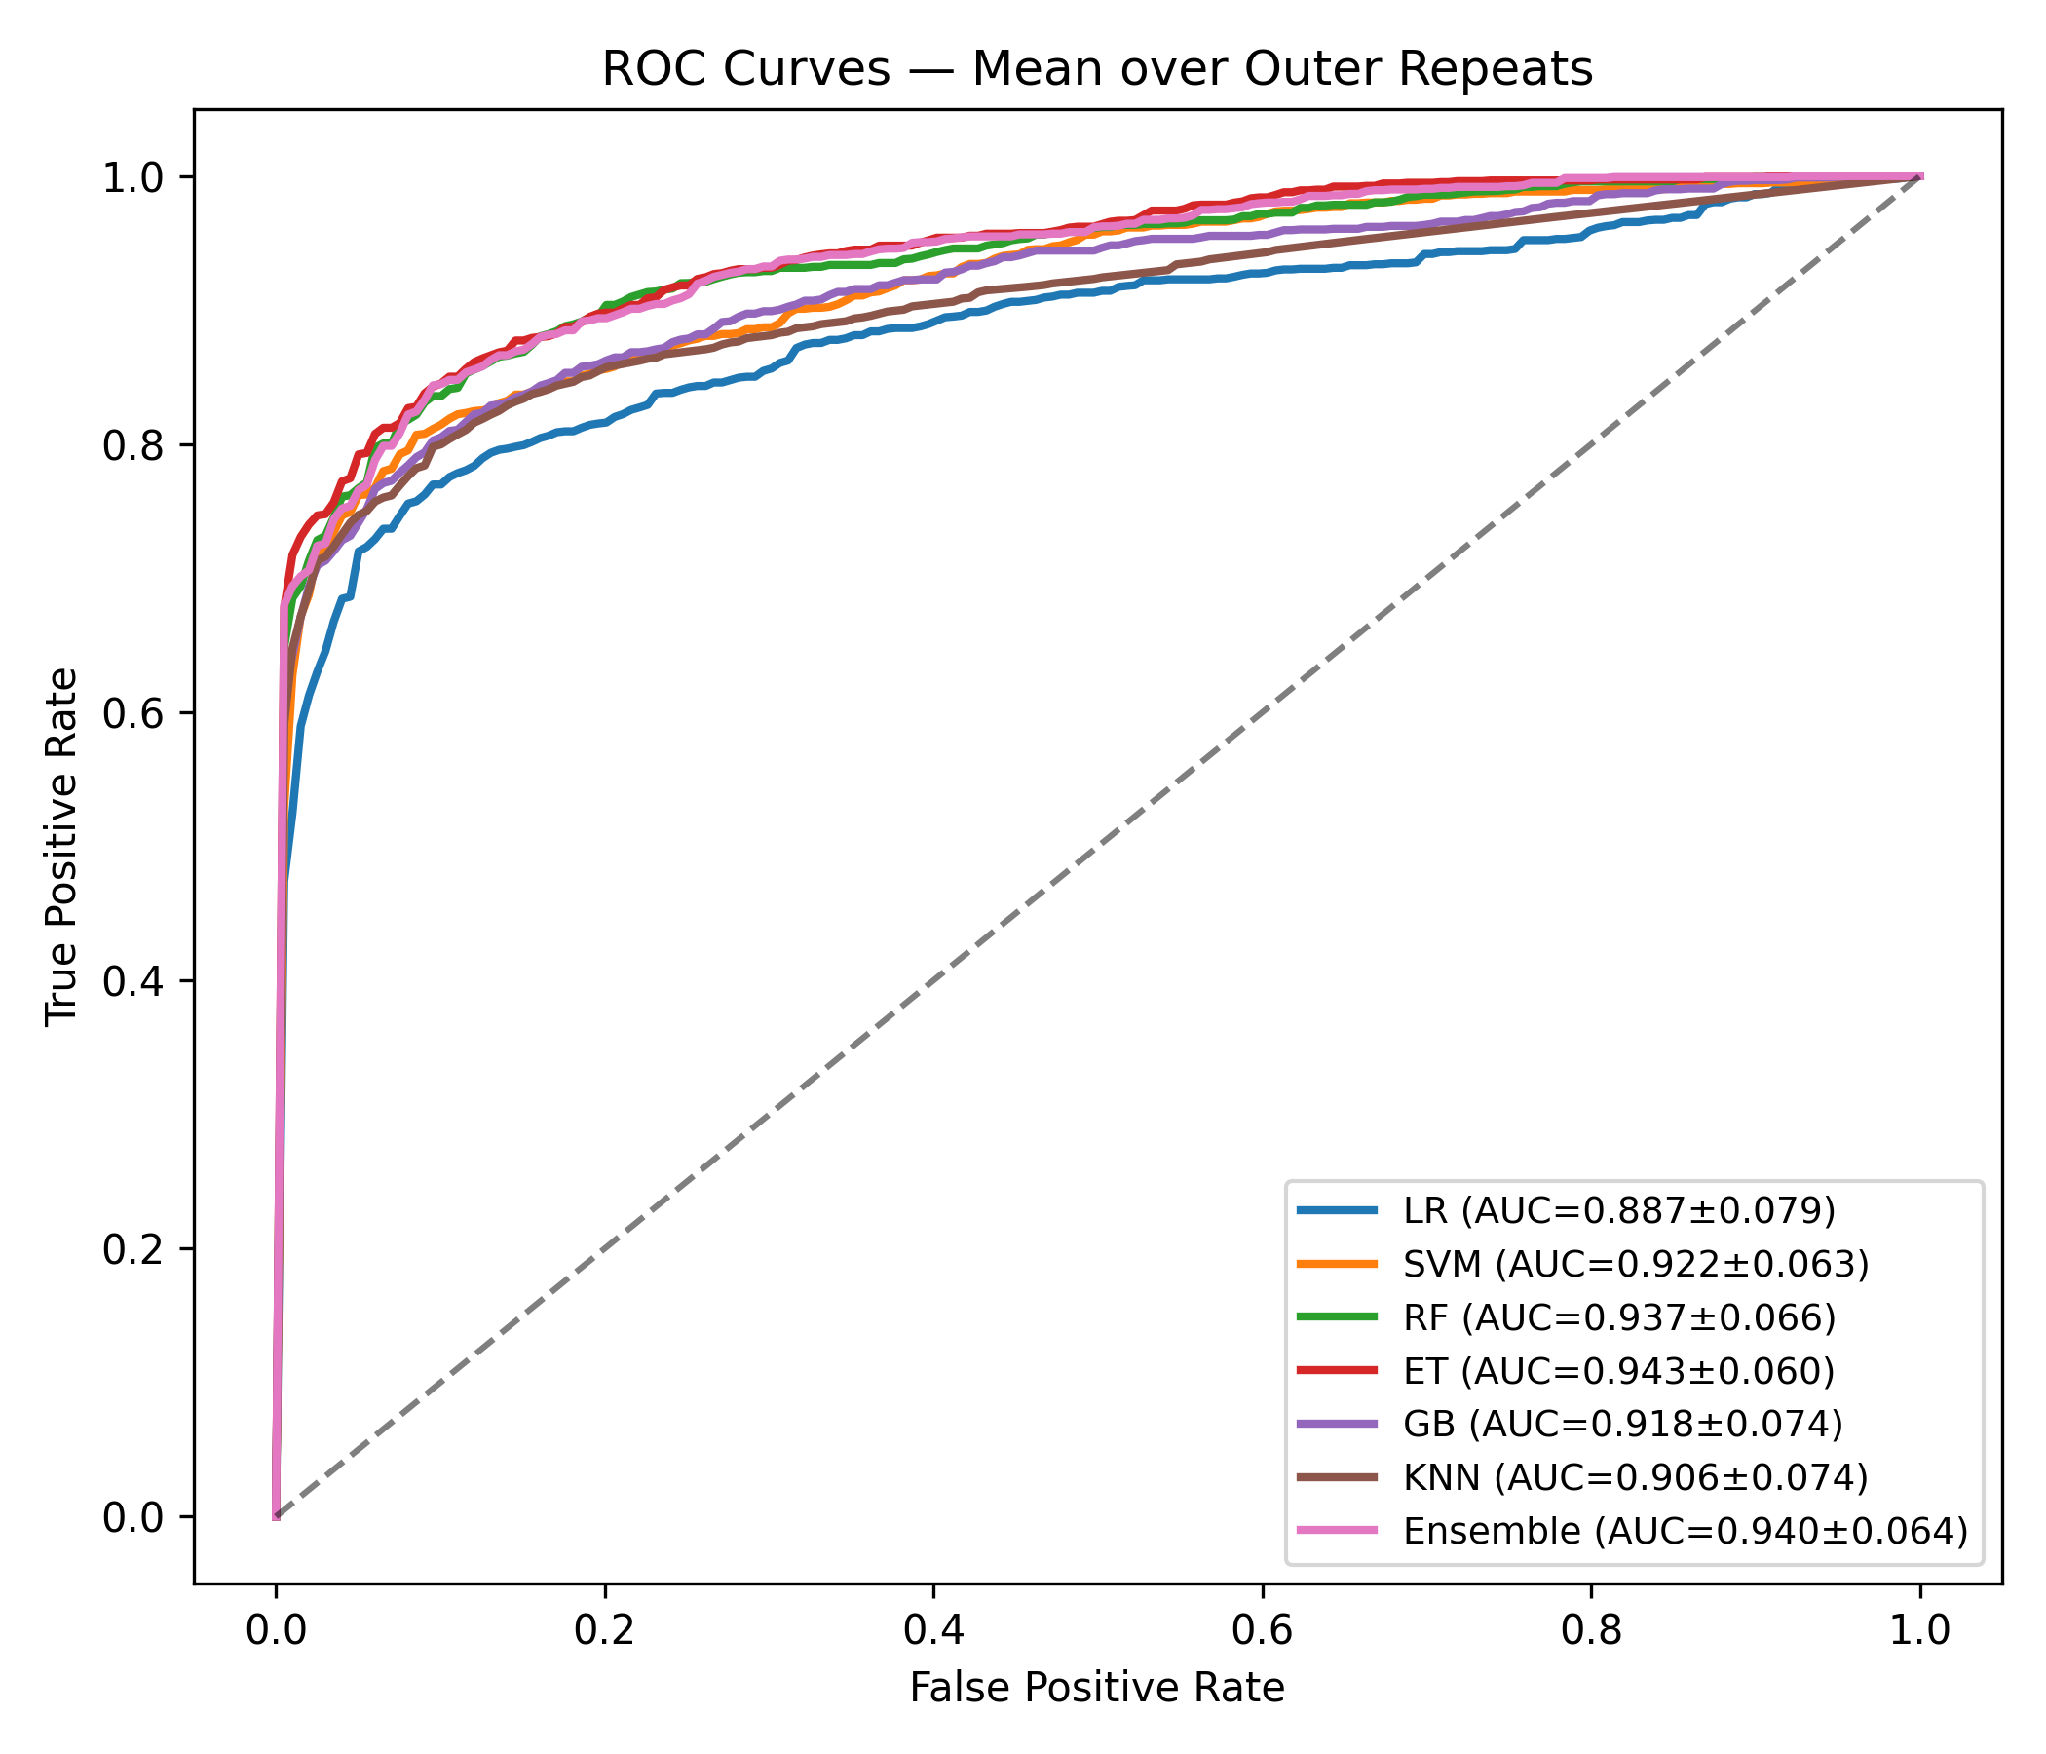 ROC Curves — Mean over Outer Repeats
1.0
0.8
0.6
0.4
0.2
0.0
True Positive Rate
LR (AUC=0.887±0.079)
SVM (AUC=0.922±0.063)
RF (AUC=0.937±0.066)
ET (AUC=0.943±0.060)
GB (AUC=0.918±0.074)
KNN (AUC=0.906±0.074)
Ensemble (AUC=0.940±0.064)
0.0 0.2 0.4 0.6 0.8 1.0
False Positive Rate